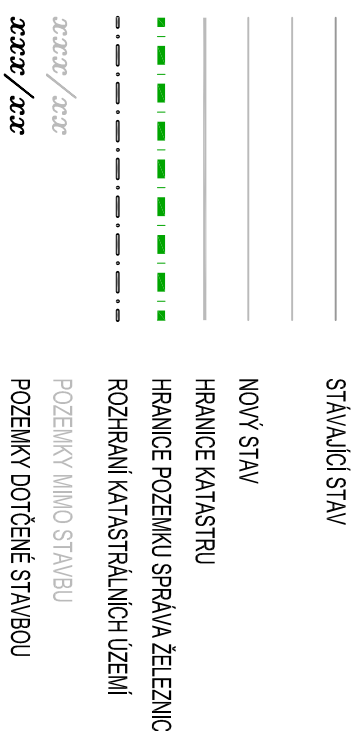 STÁVAJÍCÍ STAV
NOVÝ STAV
HRANICE KATASTRU
HRANICE POZEMKU SPRÁVA ŽELEZNIC
ROZHRANÍ KATASTRÁLNÍCH ÚZEMÍ
xxx/xx POZEMKY MIMO STAVBU
xxx/xx POZEMKY DOTČENÉ STAVBOU